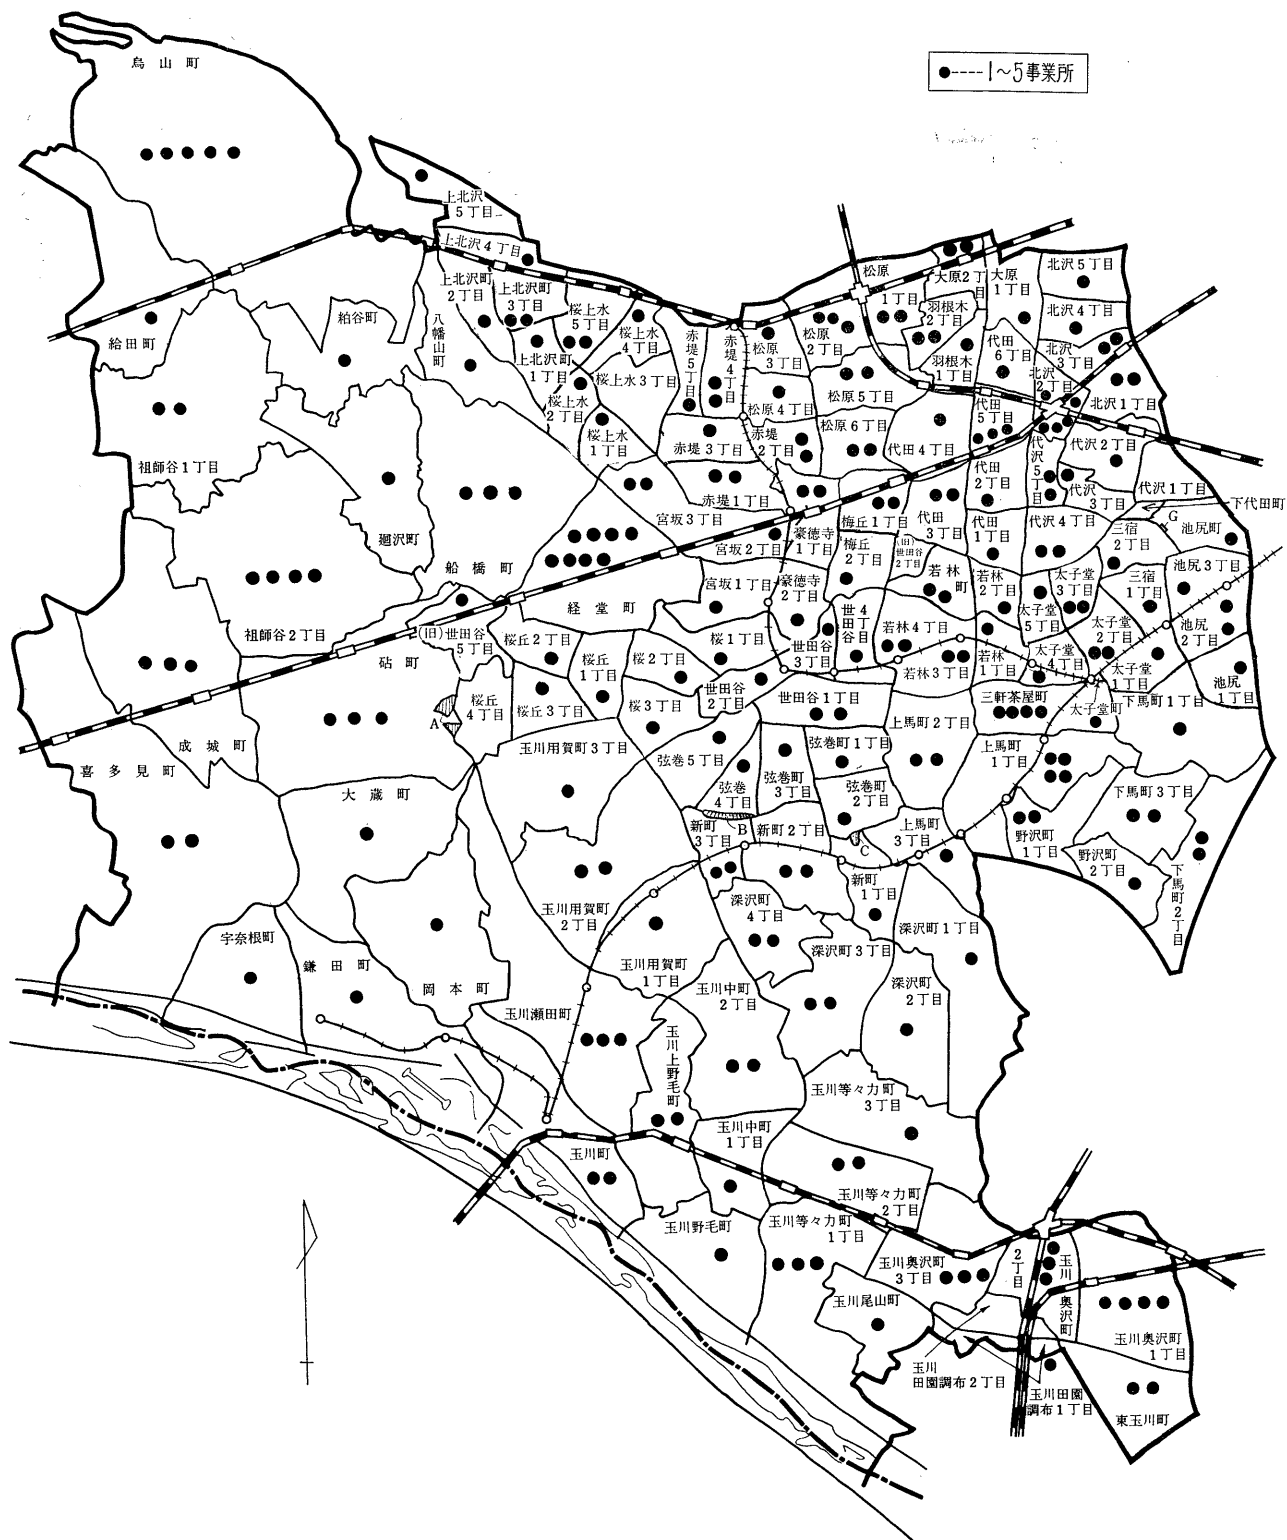 ●----1～5事業所
烏山町
上北沢
5丁目
上北沢4丁目
上北沢町
2丁目
上北沢町
3丁目
桜上水
5丁目
桜上水
4丁目
上北沢町
1丁目
桜上水3丁目
桜上水
2丁目
桜上水
1丁目
八幡山町
粕谷町
給田町
祖師谷1丁目
廻沢町
船橋町
祖師谷2丁目
赤堤5丁目
赤堤4丁目
松原
3丁目
松原
2丁目
松原
1丁目
大原2丁目
大原
1丁目
羽根木
2丁目
羽根木
1丁目
代田
6丁目
北沢5丁目
北沢4丁目
北沢
3丁目
北沢
2丁目
北沢1丁目
松原4丁目
松原5丁目
松原6丁目
赤堤
2丁目
赤堤3丁目
赤堤1丁目
代田4丁目
代田
5丁目
代沢5丁目
代沢2丁目
代田
2丁目
代沢
3丁目
代沢1丁目
下代田町
G
池尻町
宮坂3丁目
宮坂2丁目
豪徳寺
1丁目
梅丘1丁目
梅丘
2丁目
代田
3丁目
代田
1丁目
代沢4丁目
三宿
2丁目
(旧)
世田谷
2丁目
若林町
若林
2丁目
太子堂
3丁目
三宿
1丁目
池尻3丁目
宮坂1丁目
豪徳寺
2丁目
経堂町
(旧)世田谷
5丁目
砧町
桜丘2丁目
桜丘
1丁目
桜2丁目
桜1丁目
世田谷
3丁目
世田谷4丁目
若林4丁目
太子堂
5丁目
太子堂
2丁目
池尻
2丁目
太子堂
4丁目
太子堂
1丁目
池尻
1丁目
若林3丁目
若林
1丁目
桜丘
4丁目
桜丘3丁目
桜3丁目
世田谷
2丁目
世田谷1丁目
三軒茶屋町
太子堂町
下馬町1丁目
A
成城町
喜多見町
大蔵町
玉川用賀町3丁目
弦巻5丁目
弦巻
4丁目
弦巻町
3丁目
弦巻町1丁目
弦巻町
2丁目
上馬町2丁目
上馬町
1丁目
下馬町3丁目
B
新町
3丁目
新町2丁目
C
上馬町
3丁目
野沢町
1丁目
野沢町
2丁目
下馬町2丁目
玉川用賀町
2丁目
深沢町
4丁目
新町
1丁目
深沢町1丁目
深沢町3丁目
深沢町
2丁目
宇奈根町
鎌田町
岡本町
玉川瀬田町
玉川用賀町
1丁目
玉川中町
2丁目
玉川上野毛町
玉川等々力町
3丁目
玉川中町
1丁目
玉川町
玉川等々力町
2丁目
玉川野毛町
玉川等々力町
1丁目
玉川奥沢町
3丁目
2丁目
玉川奥沢町
玉川奥沢町
1丁目
玉川尾山町
玉川
田園調布2丁目
玉川田園
調布1丁目
東玉川町